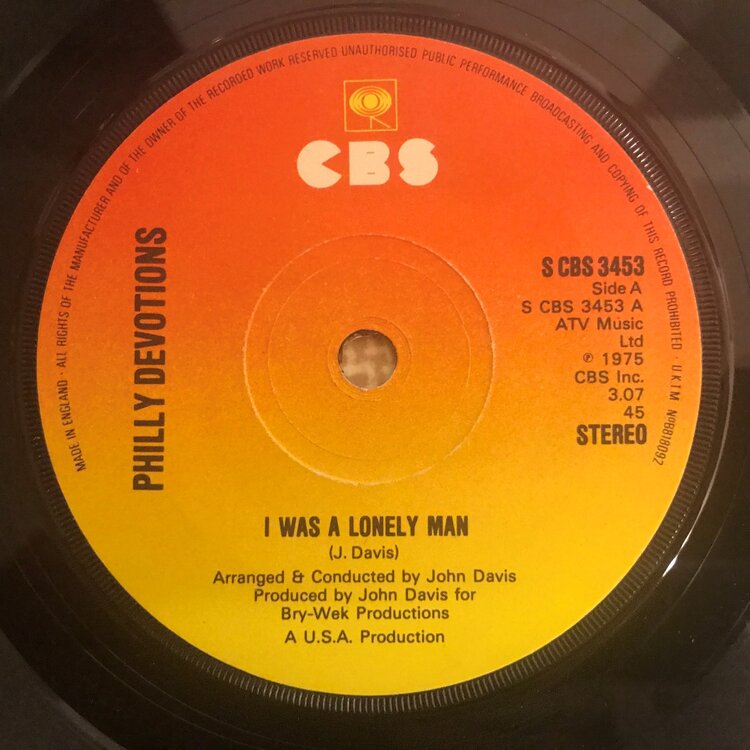 MADE IN ENGLAND · ALL RIGHTS OF THE MANUFACTURER AND OF THE OWNER OF THE RECORDED WORK RESERVED UNAUTHORISED PUBLIC PERFORMANCE BROADCASTING AND COPYING OF THIS RECORD PROHIBITED · U.K.T.M. Nº BB18092
CBS
PHILLY DEVOTIONS
S CBS 3453
Side A
S CBS 3453 A
ATV Music
Ltd
℗ 1975
CBS Inc.
3.07
45
STEREO
I WAS A LONELY MAN
(J. Davis)
Arranged & Conducted by John Davis
Produced by John Davis for
Bry-Wek Productions
A U.S.A. Production